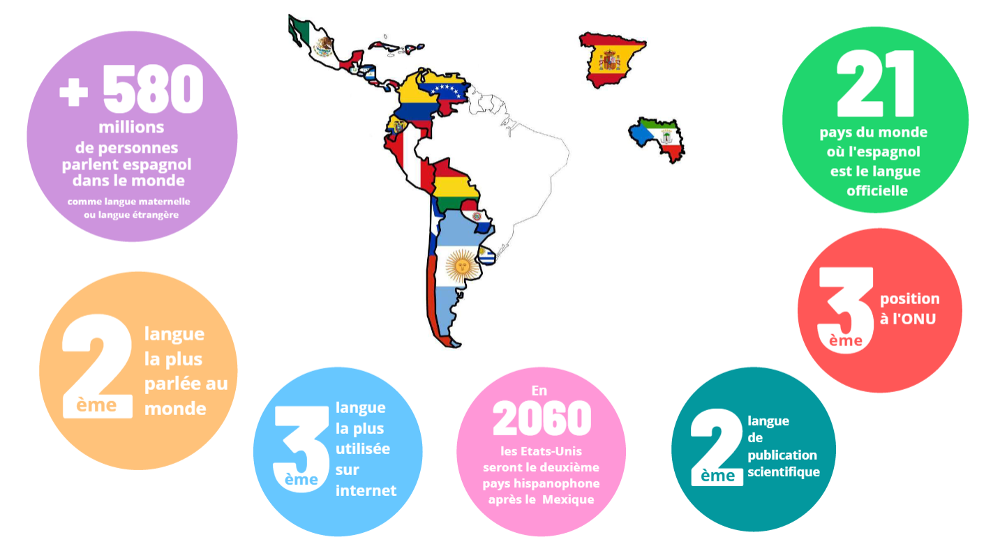 + 580
millions
de personnes
parlent espagnol
dans le monde
comme langue maternelle
ou langue étrangère
21
pays du monde
où l'espagnol
est le langue
officielle
3
ème
position
à l'ONU
2
ème
langue
la plus
parlée au
monde
3
ème
langue
la plus
utilisée
sur
internet
En
2060
les Etats-Unis
seront le deuxième
pays hispanophone
après le Mexique
2
ème
langue
de
publication
scientifique